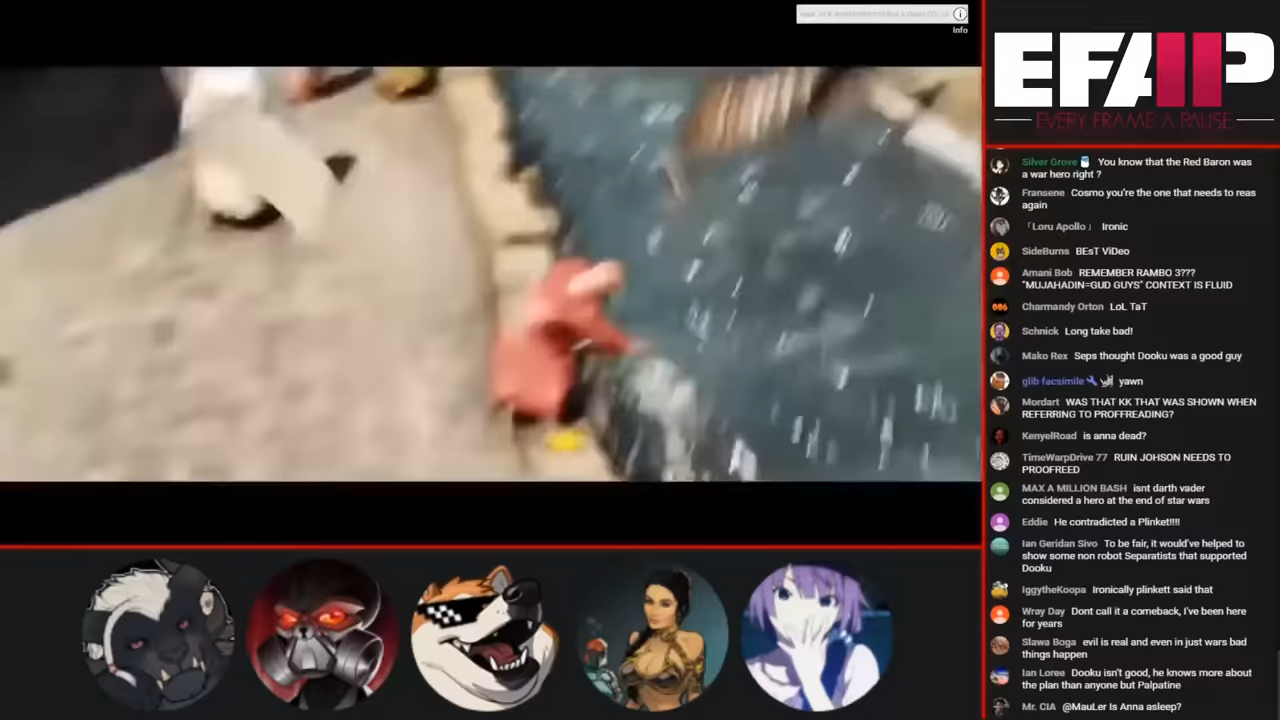 Info
EFAP
EVERY FRAME A PAUSE
Silver Grove You know that the Red Baron was
a war hero right ?
Fransene Cosmo you're the one that needs to reas
again
「Loru Apollo」 Ironic
SideBurns BEsT ViDeo
Amani Bob REMEMBER RAMBO 3???
"MUJAHADIN=GUD GUYS" CONTEXT IS FLUID
Charmandy Orton LoL TaT
Schnick Long take bad!
Mako Rex Seps thought Dooku was a good guy
glib facsimile yawn
Mordart WAS THAT KK THAT WAS SHOWN WHEN
REFERRING TO PROFFREADING?
KenyelRoad is anna dead?
TimeWarpDrive 77 RUIN JOHSON NEEDS TO
PROOFREED
MAX A MILLION BASH isnt darth vader
considered a hero at the end of star wars
Eddie He contradicted a Plinket!!!!
Ian Geridan Sivo To be fair, it would've helped to
show some non robot Separatists that supported
Dooku
IggytheKoopa Ironically plinkett said that
Wray Day Dont call it a comeback, I've been here
for years
Slawa Boga evil is real and even in just wars bad
things happen
Ian Loree Dooku isn't good, he knows more about
the plan than anyone but Palpatine
Mr. CIA @MauLer Is Anna asleep?